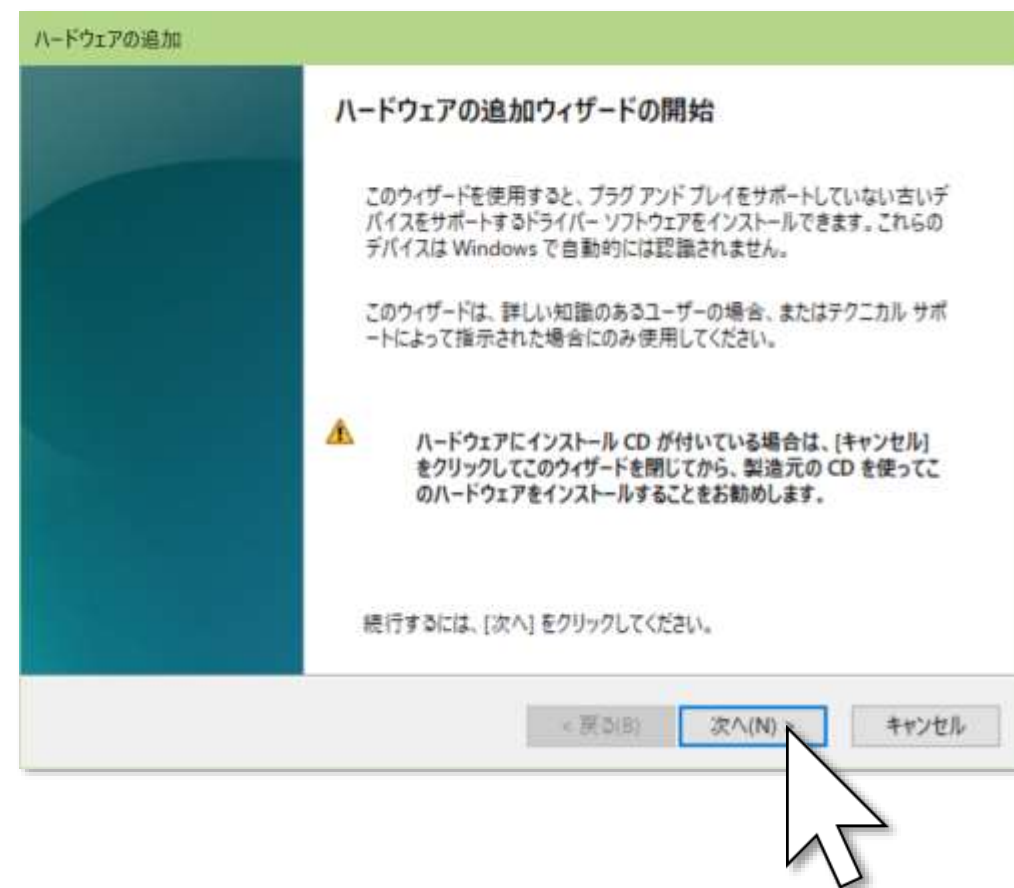 ハードウェアの追加
ハードウェアの追加ウィザードの開始
このウィザードを使用すると、プラグ アンド プレイをサポートしていない古いデ
バイスをサポートするドライバー ソフトウェアをインストールできます。これらの
デバイスは Windows で自動的には認識されません。
このウィザードは、詳しい知識のあるユーザーの場合、またはテクニカル サポ
ートによって指示された場合にのみ使用してください。
ハードウェアにインストール CD が付いている場合は、[キャンセル]
をクリックしてこのウィザードを閉じてから、製造元の CD を使ってこ
のハードウェアをインストールすることをお勧めします。
続行するには、[次へ] をクリックしてください。
< 戻る(B) 次へ(N) > キャンセル